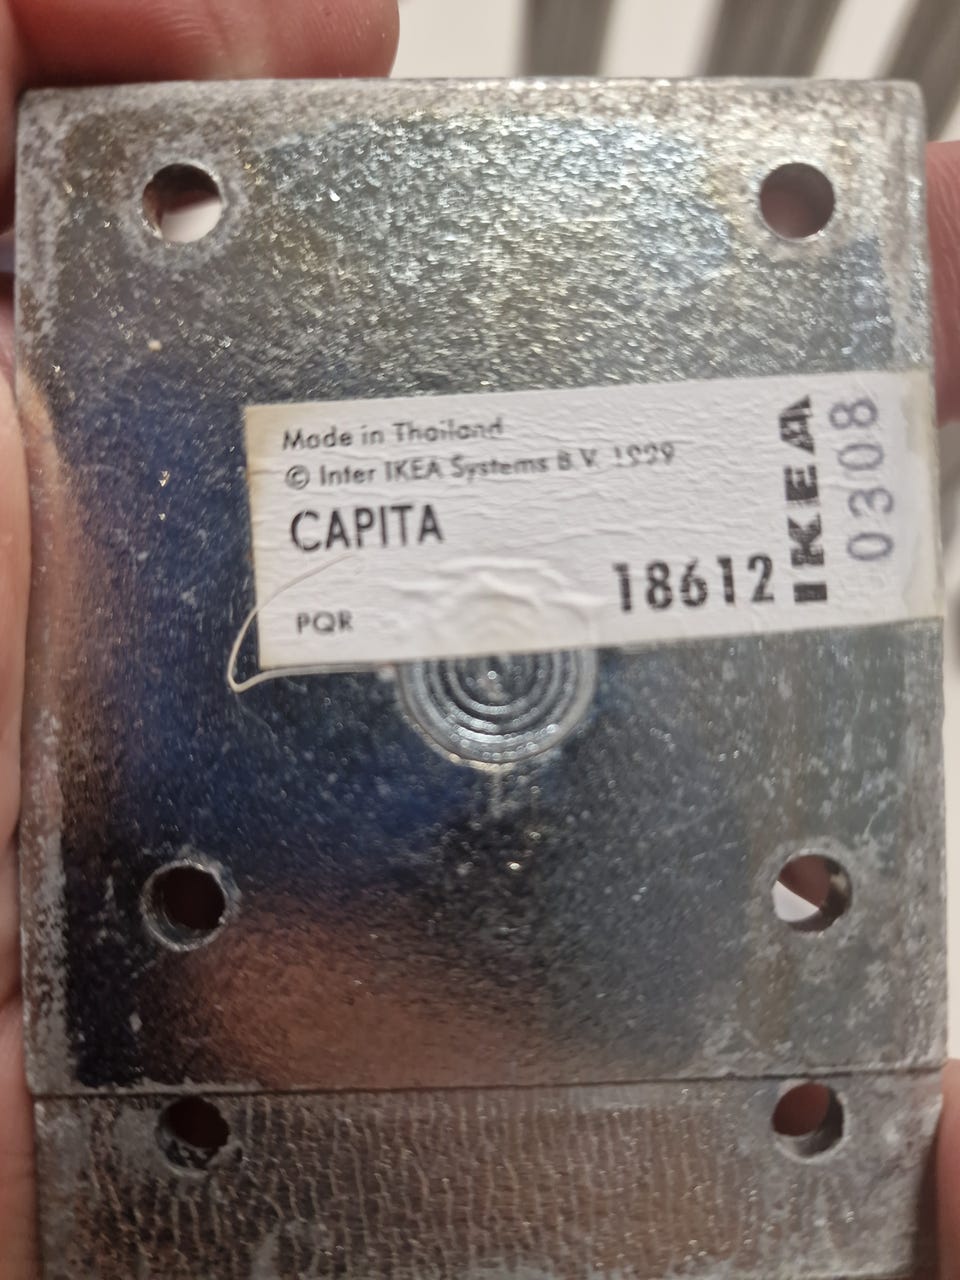 Made in Thailand
© Inter IKEA Systems B.V. 1999
CAPITA
18612
PQR
IKEA
0308